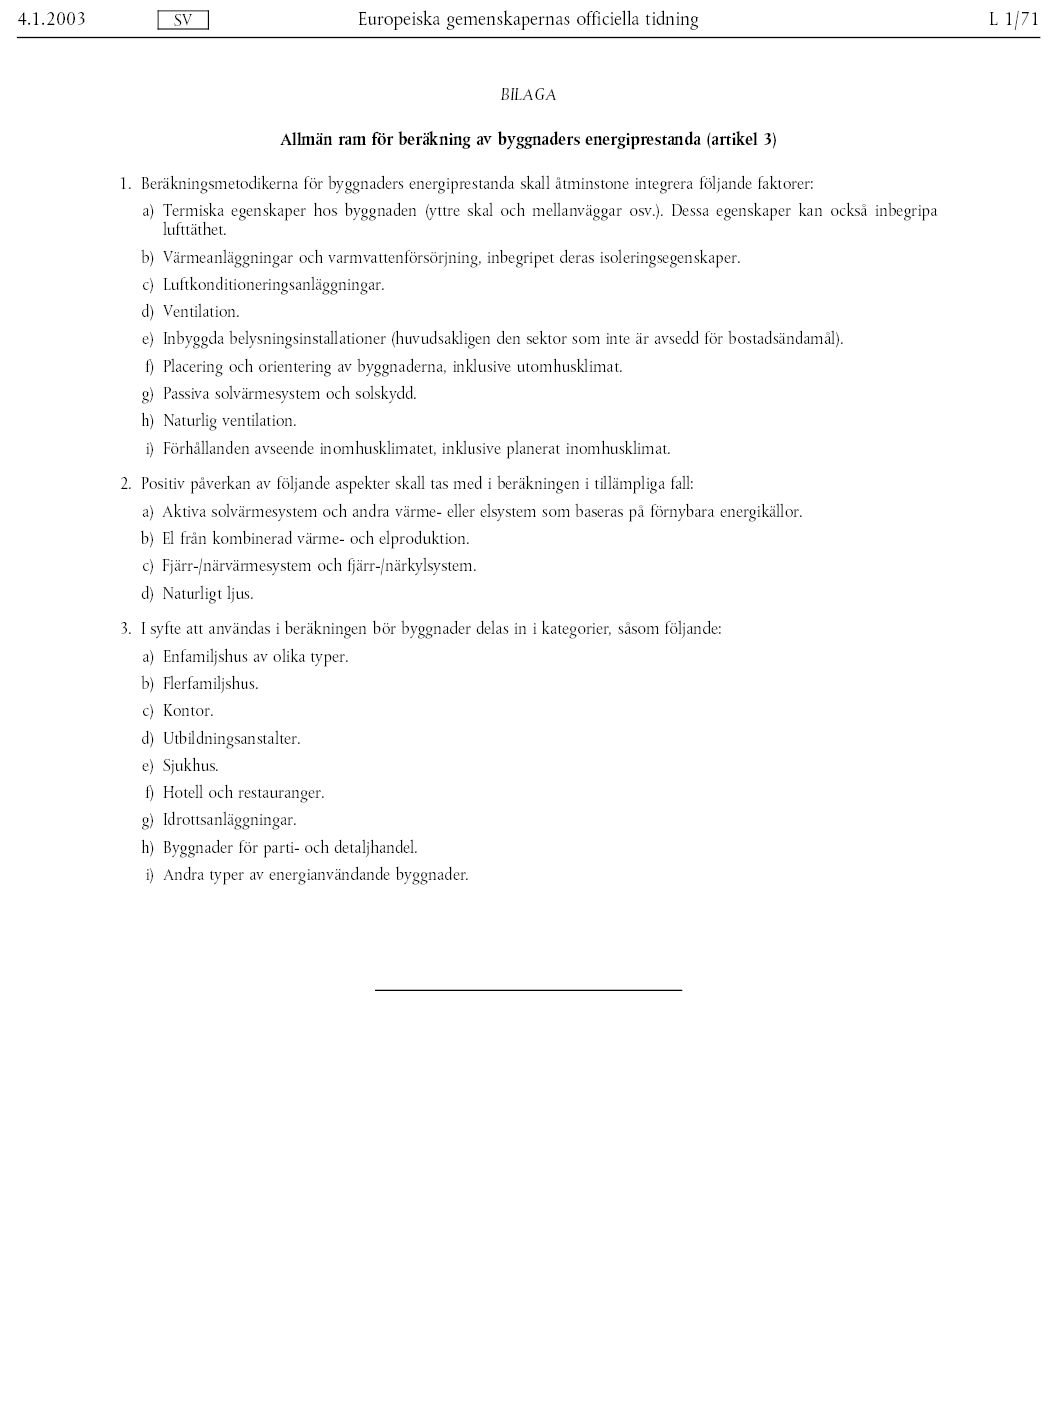 4.1.2003 SV Europeiska gemenskapernas officiella tidning L 1/71
BILAGA
Allmän ram för beräkning av byggnaders energiprestanda (artikel 3)
1. Beräkningsmetodikerna för byggnaders energiprestanda skall åtminstone integrera följande faktorer:
a) Termiska egenskaper hos byggnaden (yttre skal och mellanväggar osv.). Dessa egenskaper kan också inbegripa
lufttäthet.
b) Värmeanläggningar och varmvattenförsörjning, inbegripet deras isoleringsegenskaper.
c) Luftkonditioneringsanläggningar.
d) Ventilation.
e) Inbyggda belysningsinstallationer (huvudsakligen den sektor som inte är avsedd för bostadsändamål).
f) Placering och orientering av byggnaderna, inklusive utomhusklimat.
g) Passiva solvärmesystem och solskydd.
h) Naturlig ventilation.
i) Förhållanden avseende inomhusklimatet, inklusive planerat inomhusklimat.
2. Positiv påverkan av följande aspekter skall tas med i beräkningen i tillämpliga fall:
a) Aktiva solvärmesystem och andra värme- eller elsystem som baseras på förnybara energikällor.
b) El från kombinerad värme- och elproduktion.
c) Fjärr-/närvärmesystem och fjärr-/närkylsystem.
d) Naturligt ljus.
3. I syfte att användas i beräkningen bör byggnader delas in i kategorier, såsom följande:
a) Enfamiljshus av olika typer.
b) Flerfamiljshus.
c) Kontor.
d) Utbildningsanstalter.
e) Sjukhus.
f) Hotell och restauranger.
g) Idrottsanläggningar.
h) Byggnader för parti- och detaljhandel.
i) Andra typer av energianvändande byggnader.